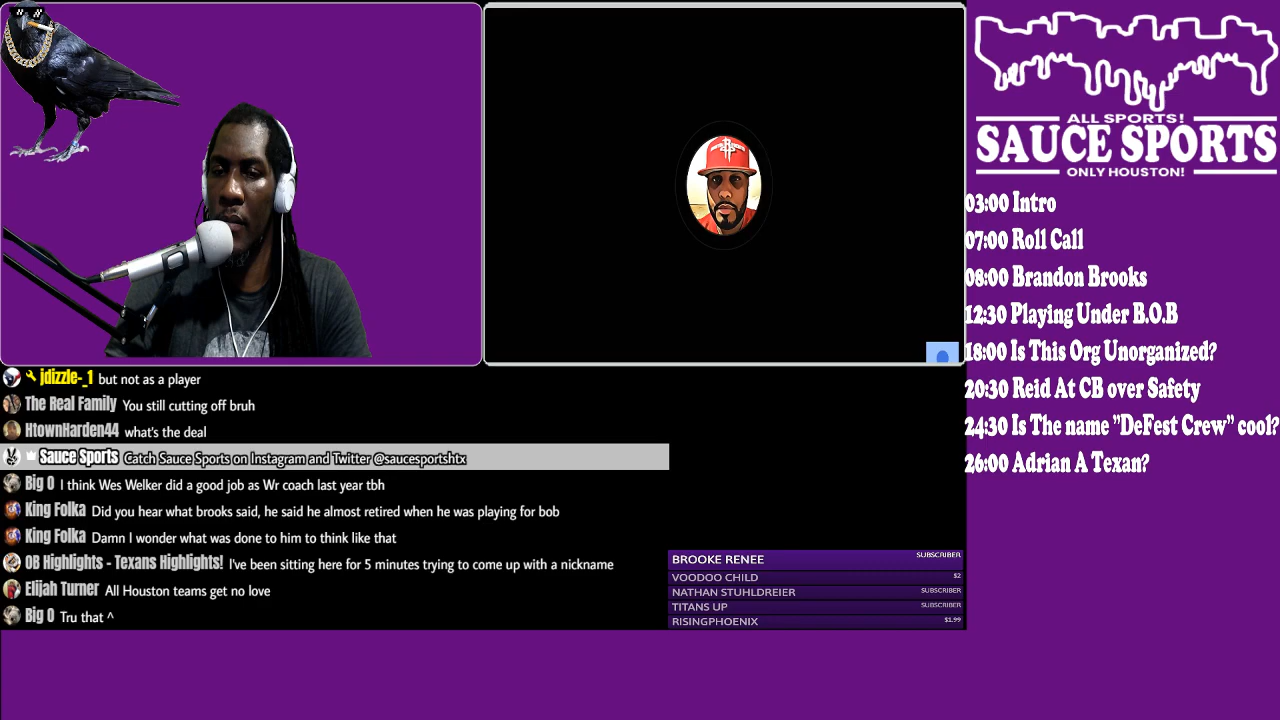 ALL SPORTS!
SAUCE SPORTS
ONLY HOUSTON!
03:00 Intro
07:00 Roll Call
08:00 Brandon Brooks
12:30 Playing Under B.O.B
18:00 Is This Org Unorganized?
20:30 Reid At CB over Safety
24:30 Is The name "DeFest Crew" cool?
26:00 Adrian A Texan?
jdizzle-_1 but not as a player
The Real Family You still cutting off bruh
HtownHarden44 what's the deal
Sauce Sports Catch Sauce Sports on Instagram and Twitter @saucesportshtx
Big O I think Wes Welker did a good job as Wr coach last year tbh
King Folka Did you hear what brooks said, he said he almost retired when he was playing for bob
King Folka Damn I wonder what was done to him to think like that
OB Highlights - Texans Highlights! I've been sitting here for 5 minutes trying to come up with a nickname
Elijah Turner All Houston teams get no love
Big O Tru that ^
BROOKE RENEE SUBSCRIBER
VOODOO CHILD $2
NATHAN STUHLDREIER SUBSCRIBER
TITANS UP SUBSCRIBER
RISINGPHOENIX $1.99